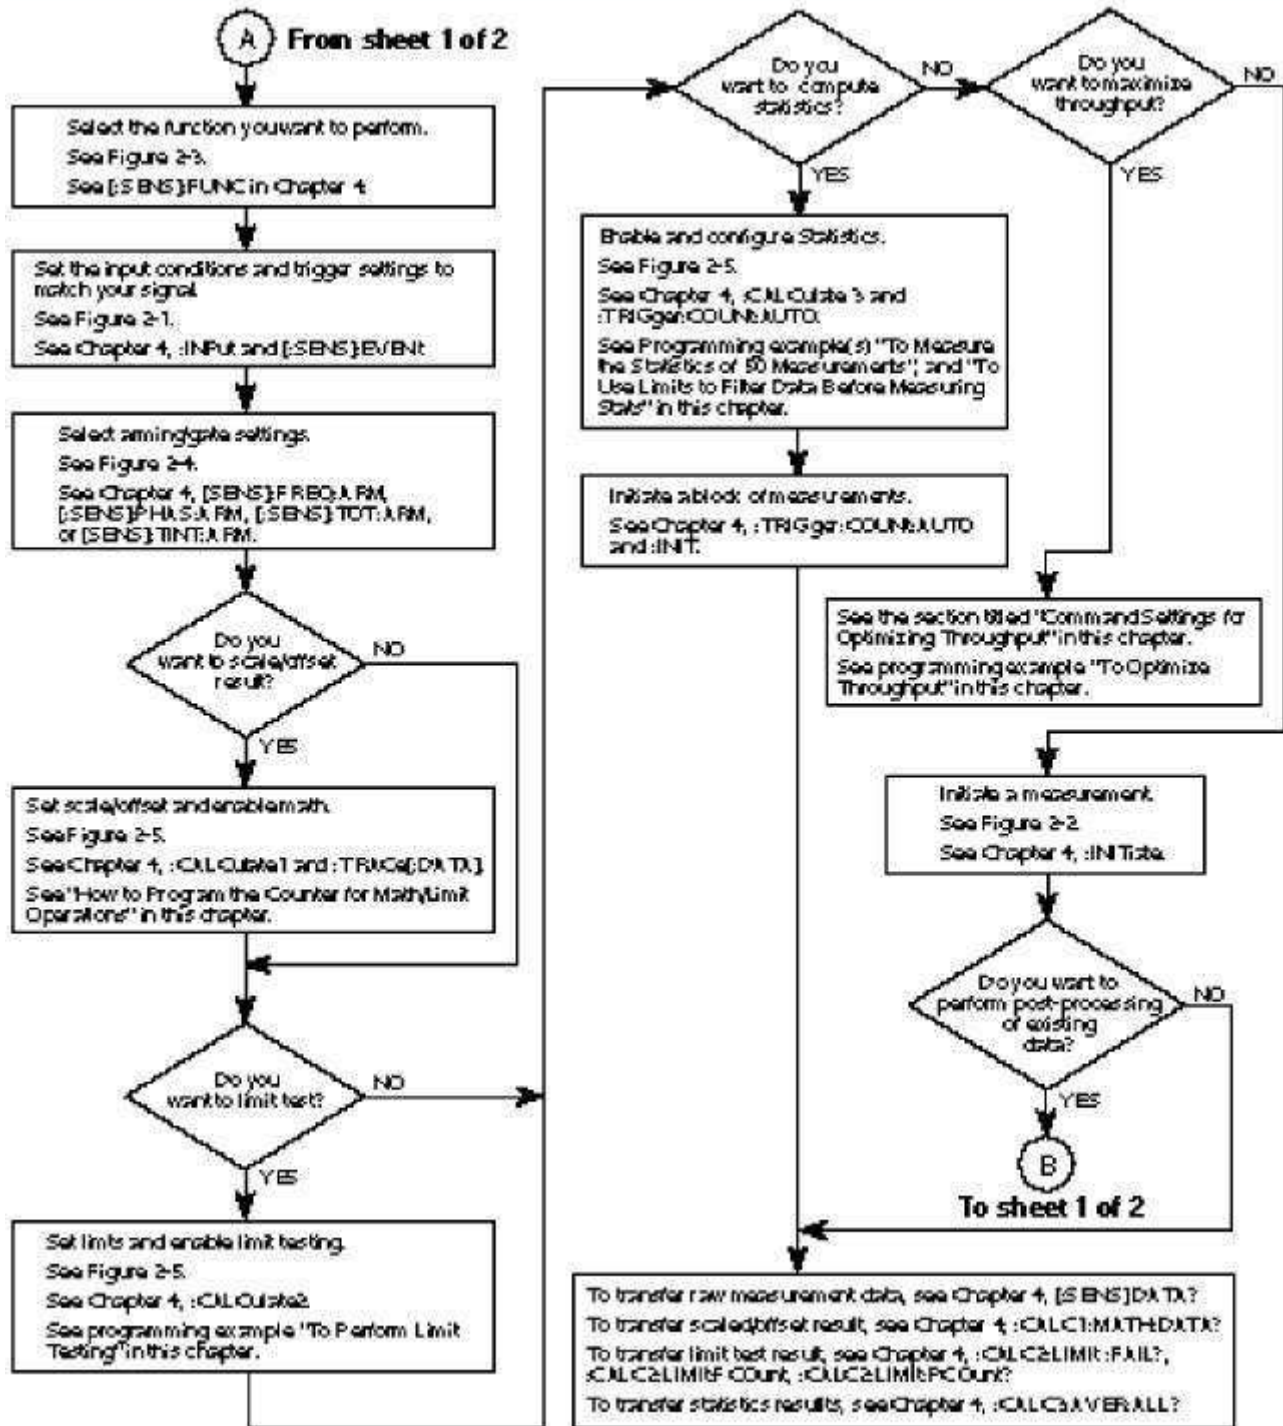 A From sheet 1 of 2
Select the function you want to perform.
See Figure 2-3.
See [:SENS]:FUNC in Chapter 4.
Set the input conditions and trigger settings to
match your signal.
See Figure 2-1.
See Chapter 4, :INPut and [:SENS]:EVENt.
Select arming/gate settings.
See Figure 2-4.
See Chapter 4, [SENS]:FREQ:ARM,
[:SENS]:PHAS:ARM, [:SENS]:TOT:ARM,
or [SENS]:TINT:ARM.
Do you
want to scale/offset
result?
NO
YES
Set scale/offset and enable math.
See Figure 2-5.
See Chapter 4, :CALCulate1 and :TRACe[:DATA].
See "How to Program the Counter for Math/Limit
Operations" in this chapter.
Do you
want to limit test?
NO
YES
Set limts and enable limit testing.
See Figure 2-5.
See Chapter 4, :CALCulate2.
See programming example "To Perform Limit
Testing" in this chapter.
Do you
want to compute
statistics?
NO
YES
Enable and configure Statistics.
See Figure 2-5.
See Chapter 4, :CALCulate 3 and
:TRIGger:COUNt:AUTO.
See Programming example(s) "To Measure
the Statistics of 50 Measurements", and "To
Use Limits to Filter Data Before Measuring
Stats" in this chapter.
Initiate a block of measurements.
See Chapter 4, :TRIGger:COUNt:AUTO
and :INIT.
Do you
want to maximize
throughput?
NO
YES
See the section titled "Command Settings for
Optimizing Throughput" in this chapter.
See programming example "To Optimize
Throughput" in this chapter.
Initiate a measurement.
See Figure 2-2.
See Chapter 4, :INITiate.
Do you want to
perform post-processing
of existing
data?
NO
YES
B
To sheet 1 of 2
To transfer raw measurement data, see Chapter 4, [SENS]DATA?
To transfer scaled/offset result, see Chapter 4, :CALC1:MATH:DATA?
To transfer limit test result, see Chapter 4, :CALC2:LIMIT:FAIL?,
:CALC2:LIMIt:FCOunt, :CALC2:LIMIt:PCOunt?
To transfer statistics results, see Chapter 4, :CALC3:AVER:ALL?